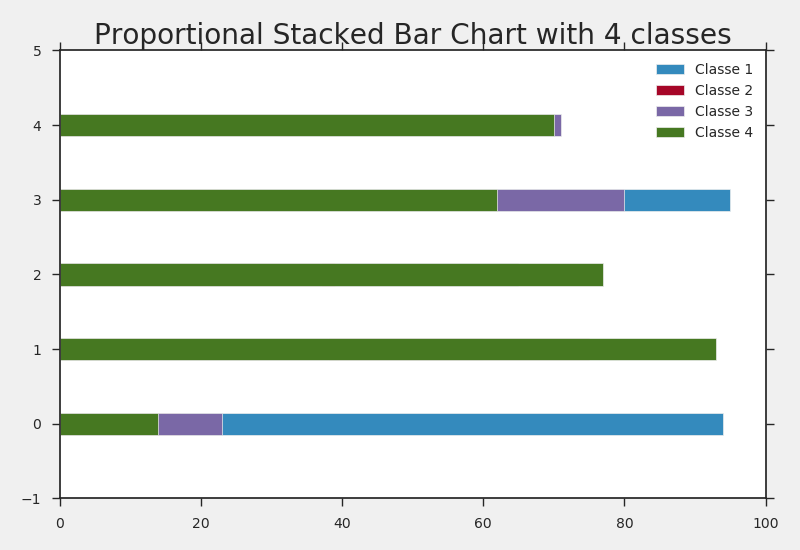 Proportional Stacked Bar Chart with 4 classes
5
4
3
2
1
0
−1
0 20 40 60 80 100
Classe 1
Classe 2
Classe 3
Classe 4